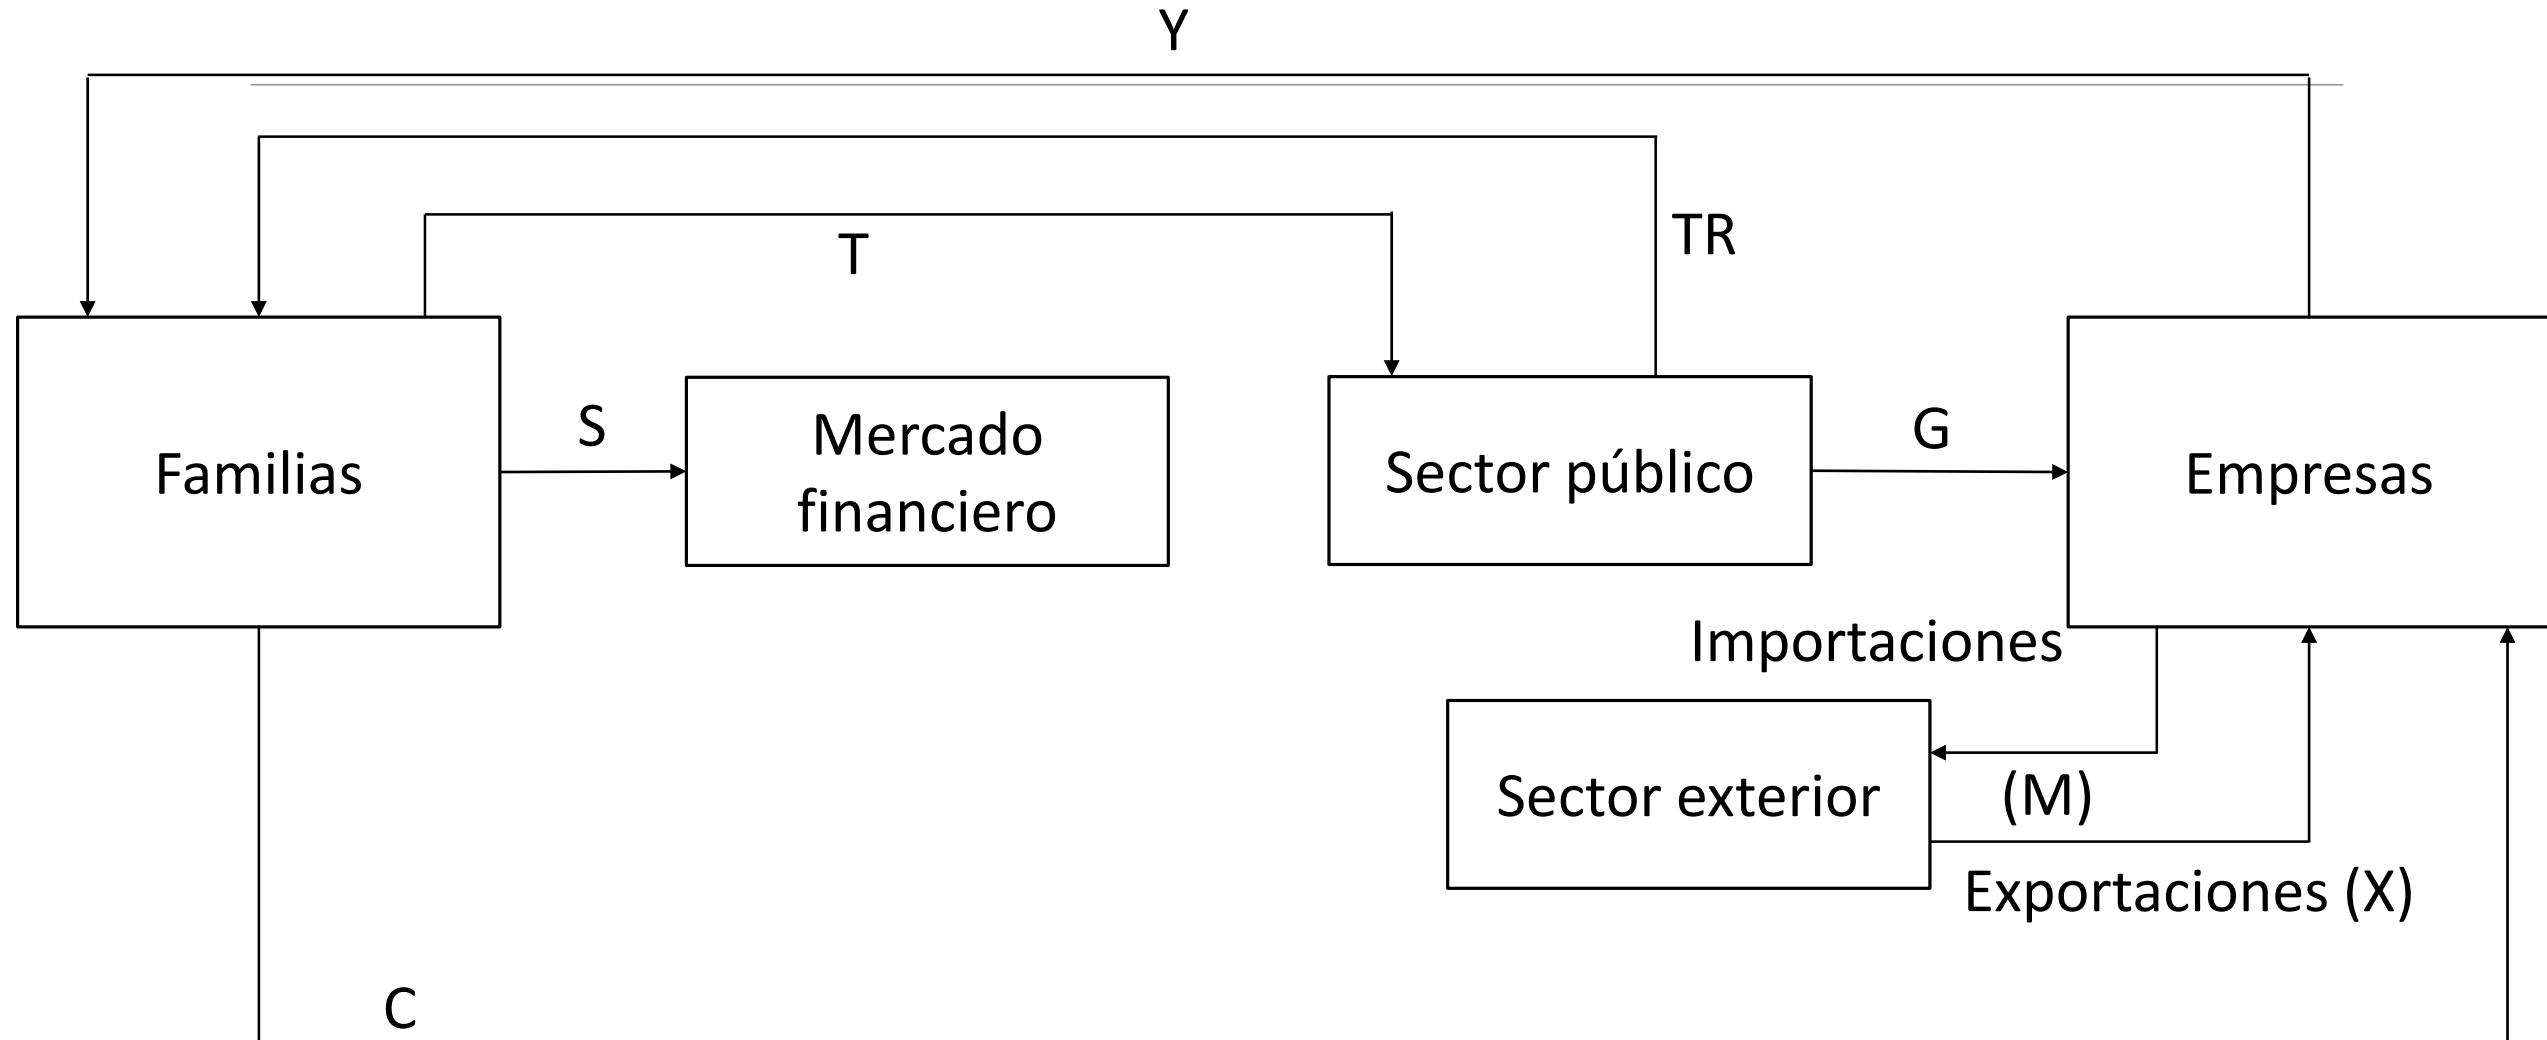 Y
TR
T
Familias
S
Mercado
financiero
Sector público
G
Empresas
Importaciones
Sector exterior
(M)
Exportaciones (X)
C